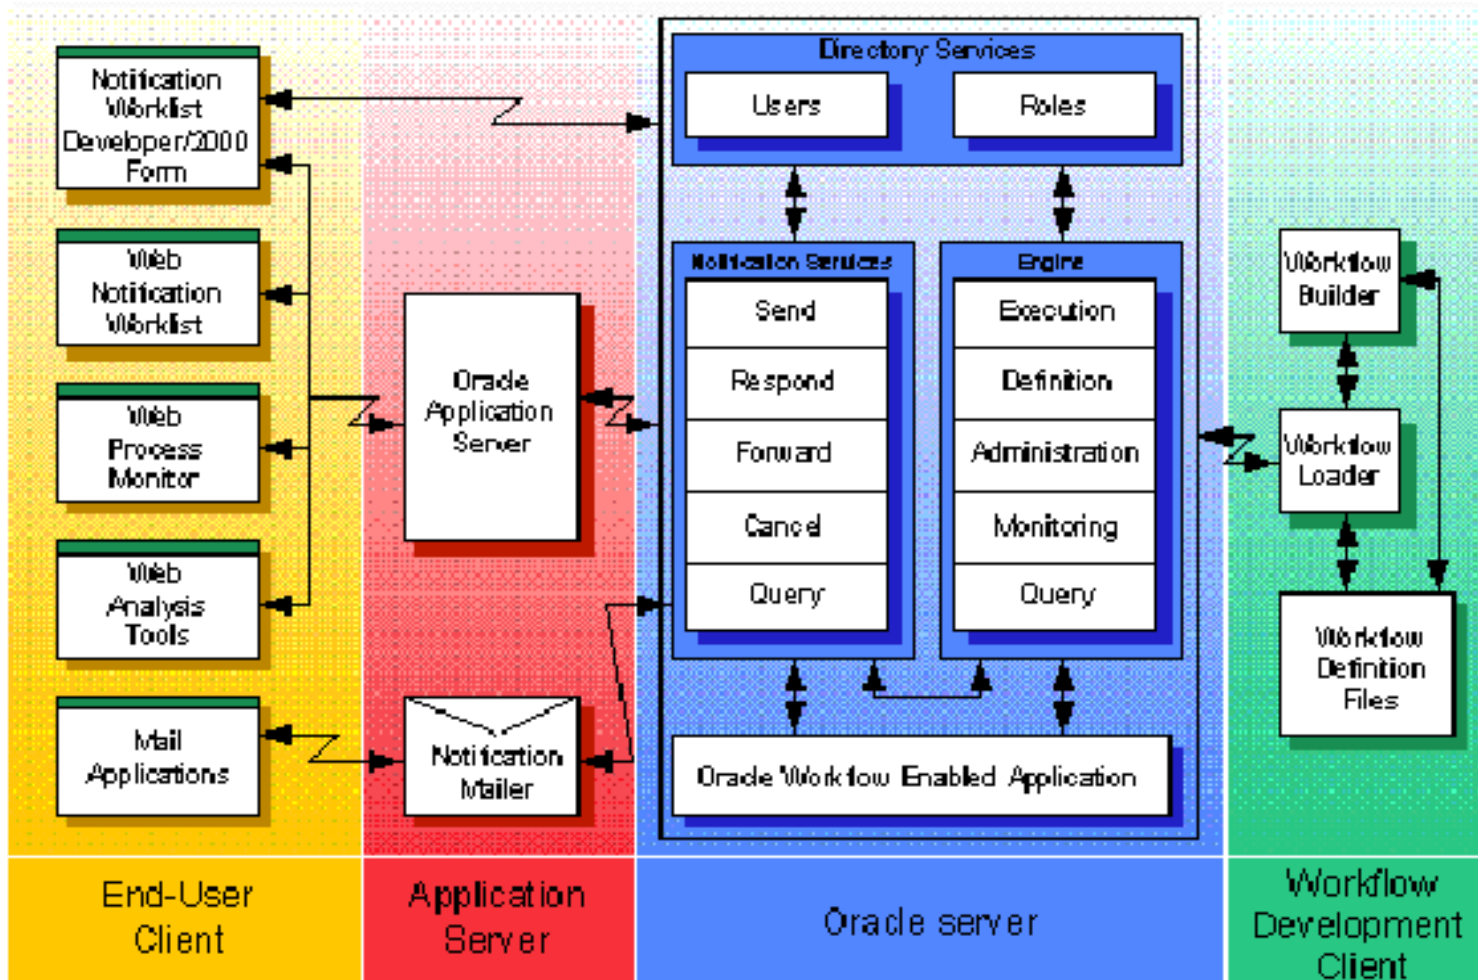 Notification
Worklist
Developer/2000
Form
Web
Notification
Worklist
Web
Process
Monitor
Web
Analysis
Tools
Mail
Applications
End-User
Client
Oracle
Application
Server
Notification
Mailer
Application
Server
Directory Services
Users
Roles
Notification Services
Send
Respond
Forward
Cancel
Query
Engine
Execution
Definition
Administration
Monitoring
Query
Oracle Workflow Enabled Application
Oracle server
Workflow
Builder
Workflow
Loader
Workflow
Definition
Files
Workflow
Development
Client